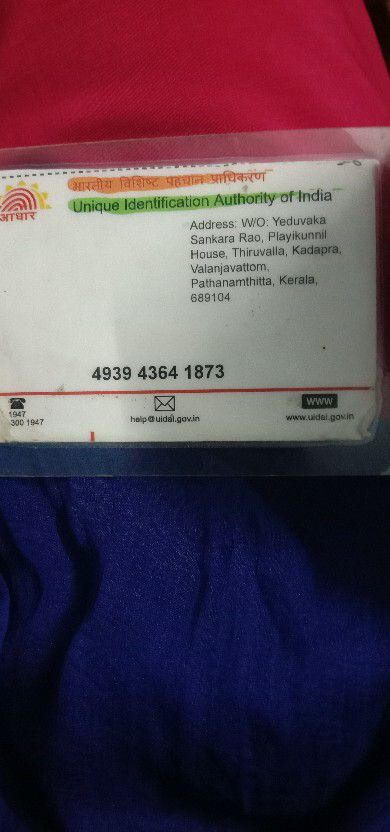 भारतीय विशिष्ट पहचान प्राधिकरण
Unique Identification Authority of India
आधार
Address: W/O: Yeduvaka
Sankara Rao, Playikunnil
House, Thiruvalla, Kadapra,
Valanjavattom,
Pathanamthitta, Kerala,
689104
4939 4364 1873
1947
300 1947
help@uidai.gov.in
WWW
www.uidai.gov.in